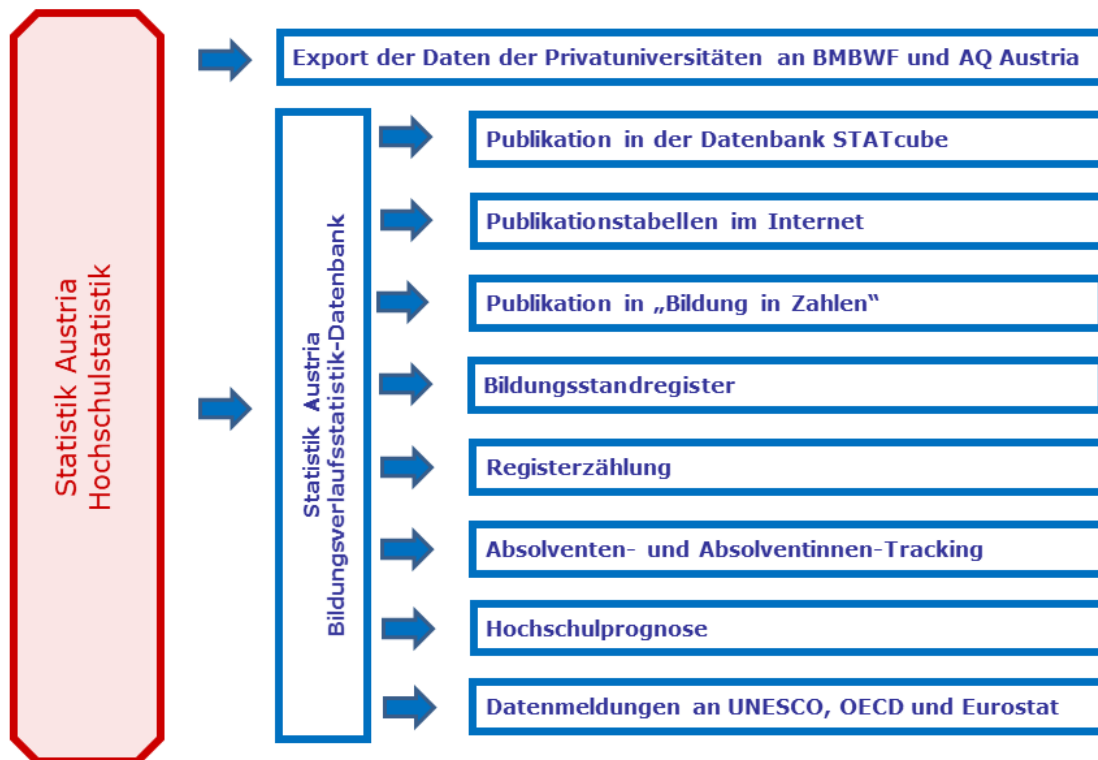 Statistik Austria
Hochschulstatistik
Export der Daten der Privatuniversitäten an BMBWF und AQ Austria
Statistik Austria
Bildungsverlaufsstatistik-Datenbank
Publikation in der Datenbank STATcube
Publikationstabellen im Internet
Publikation in „Bildung in Zahlen“
Bildungsstandregister
Registerzählung
Absolventen- und Absolventinnen-Tracking
Hochschulprognose
Datenmeldungen an UNESCO, OECD und Eurostat